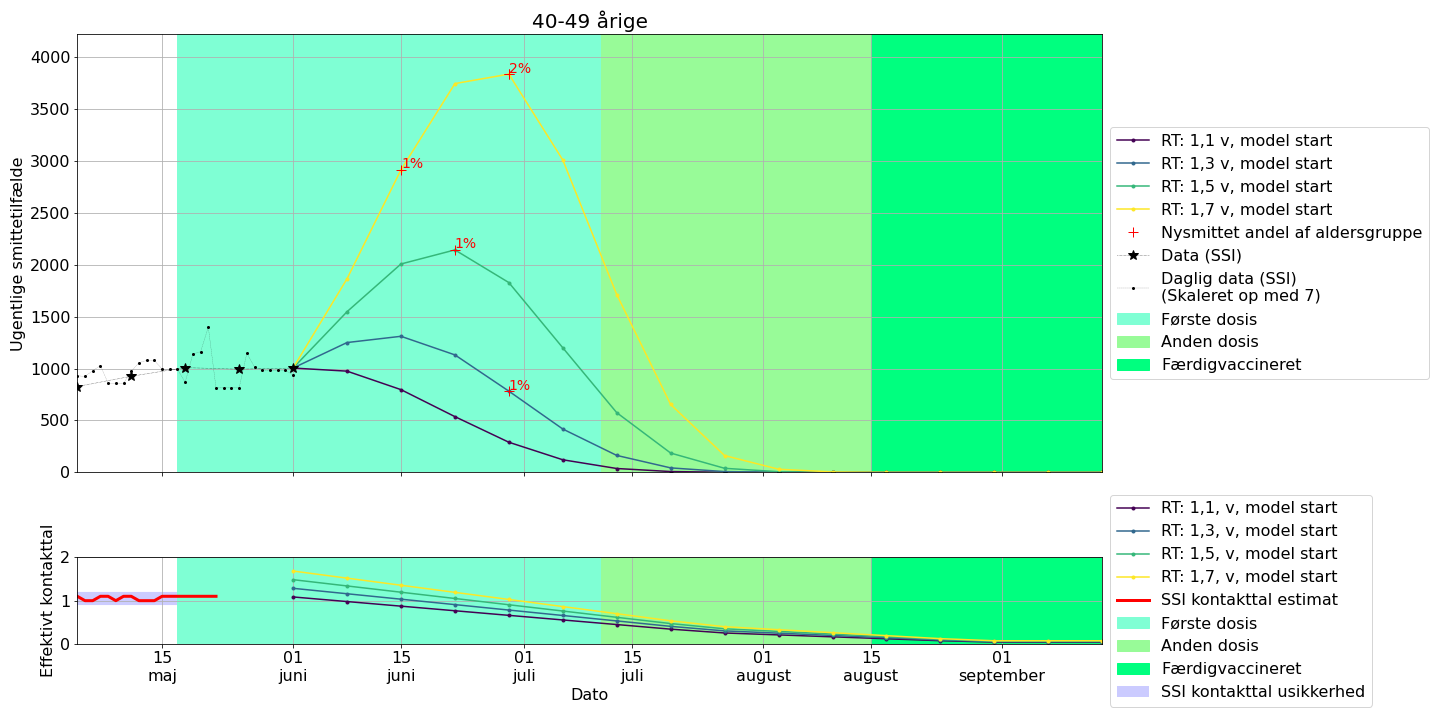 40-49 årige
Ugentlige smittetilfælde
4000
3500
3000
2500
2000
1500
1000
500
0
2%
1%
1%
1%
RT: 1,1 v, model start
RT: 1,3 v, model start
RT: 1,5 v, model start
RT: 1,7 v, model start
Nysmittet andel af aldersgruppe
Data (SSI)
Daglig data (SSI)
(Skaleret op med 7)
Første dosis
Anden dosis
Færdigvaccineret
Effektivt kontakttal
2
1
0
15 01 15 01 15 01 15 01
maj juni juni juli juli august august september
Dato
RT: 1,1, v, model start
RT: 1,3, v, model start
RT: 1,5, v, model start
RT: 1,7, v, model start
SSI kontakttal estimat
Første dosis
Anden dosis
Færdigvaccineret
SSI kontakttal usikkerhed